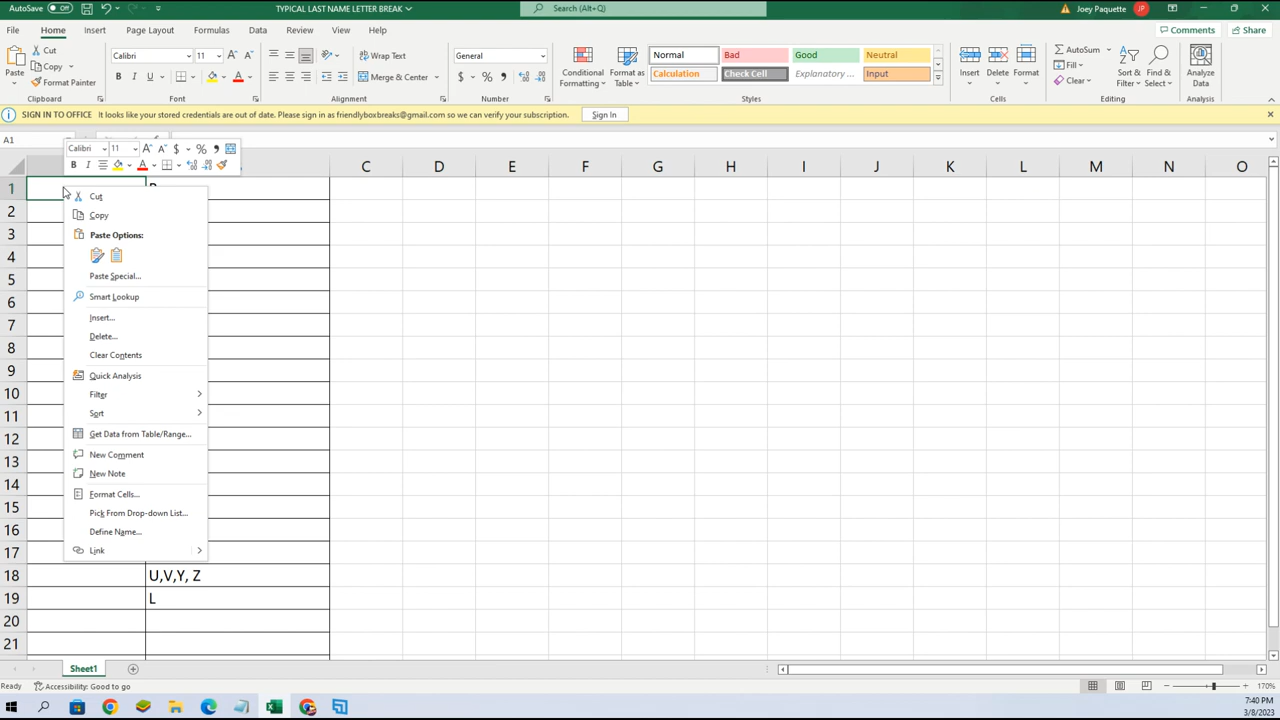 AutoSave Off TYPICAL LAST NAME LETTER BREAK Search (Alt+Q) Joey Paquette JP
File Home Insert Page Layout Formulas Data Review View Help Comments Share
Paste Cut Copy Format Painter Clipboard
Calibri 11 B I U Font
Wrap Text Merge & Center Alignment
General $ % Number
Conditional Formatting Format as Table
Normal Bad Good Neutral
Calculation Check Cell Explanatory ... Input
Styles
Insert Delete Format Cells
AutoSum Fill Clear Sort & Filter Find & Select Editing
Analyze Data Analysis
SIGN IN TO OFFICE It looks like your stored credentials are out of date. Please sign in as friendlyboxbreaks@gmail.com so we can verify your subscription. Sign In
A1
Calibri 11 A A $ % 
B I A
C D E F G H I J K L M N O
1
2
3
4
5
6
7
8
9
10
11
12
13
14
15
16
17
18 U,V,Y, Z
19 L
20
21
Cut
Copy
Paste Options:
Paste Special...
Smart Lookup
Insert...
Delete...
Clear Contents
Quick Analysis
Filter
Sort
Get Data from Table/Range...
New Comment
New Note
Format Cells...
Pick From Drop-down List...
Define Name...
Link
Sheet1
Ready Accessibility: Good to go 170%
7:40 PM
3/8/2023